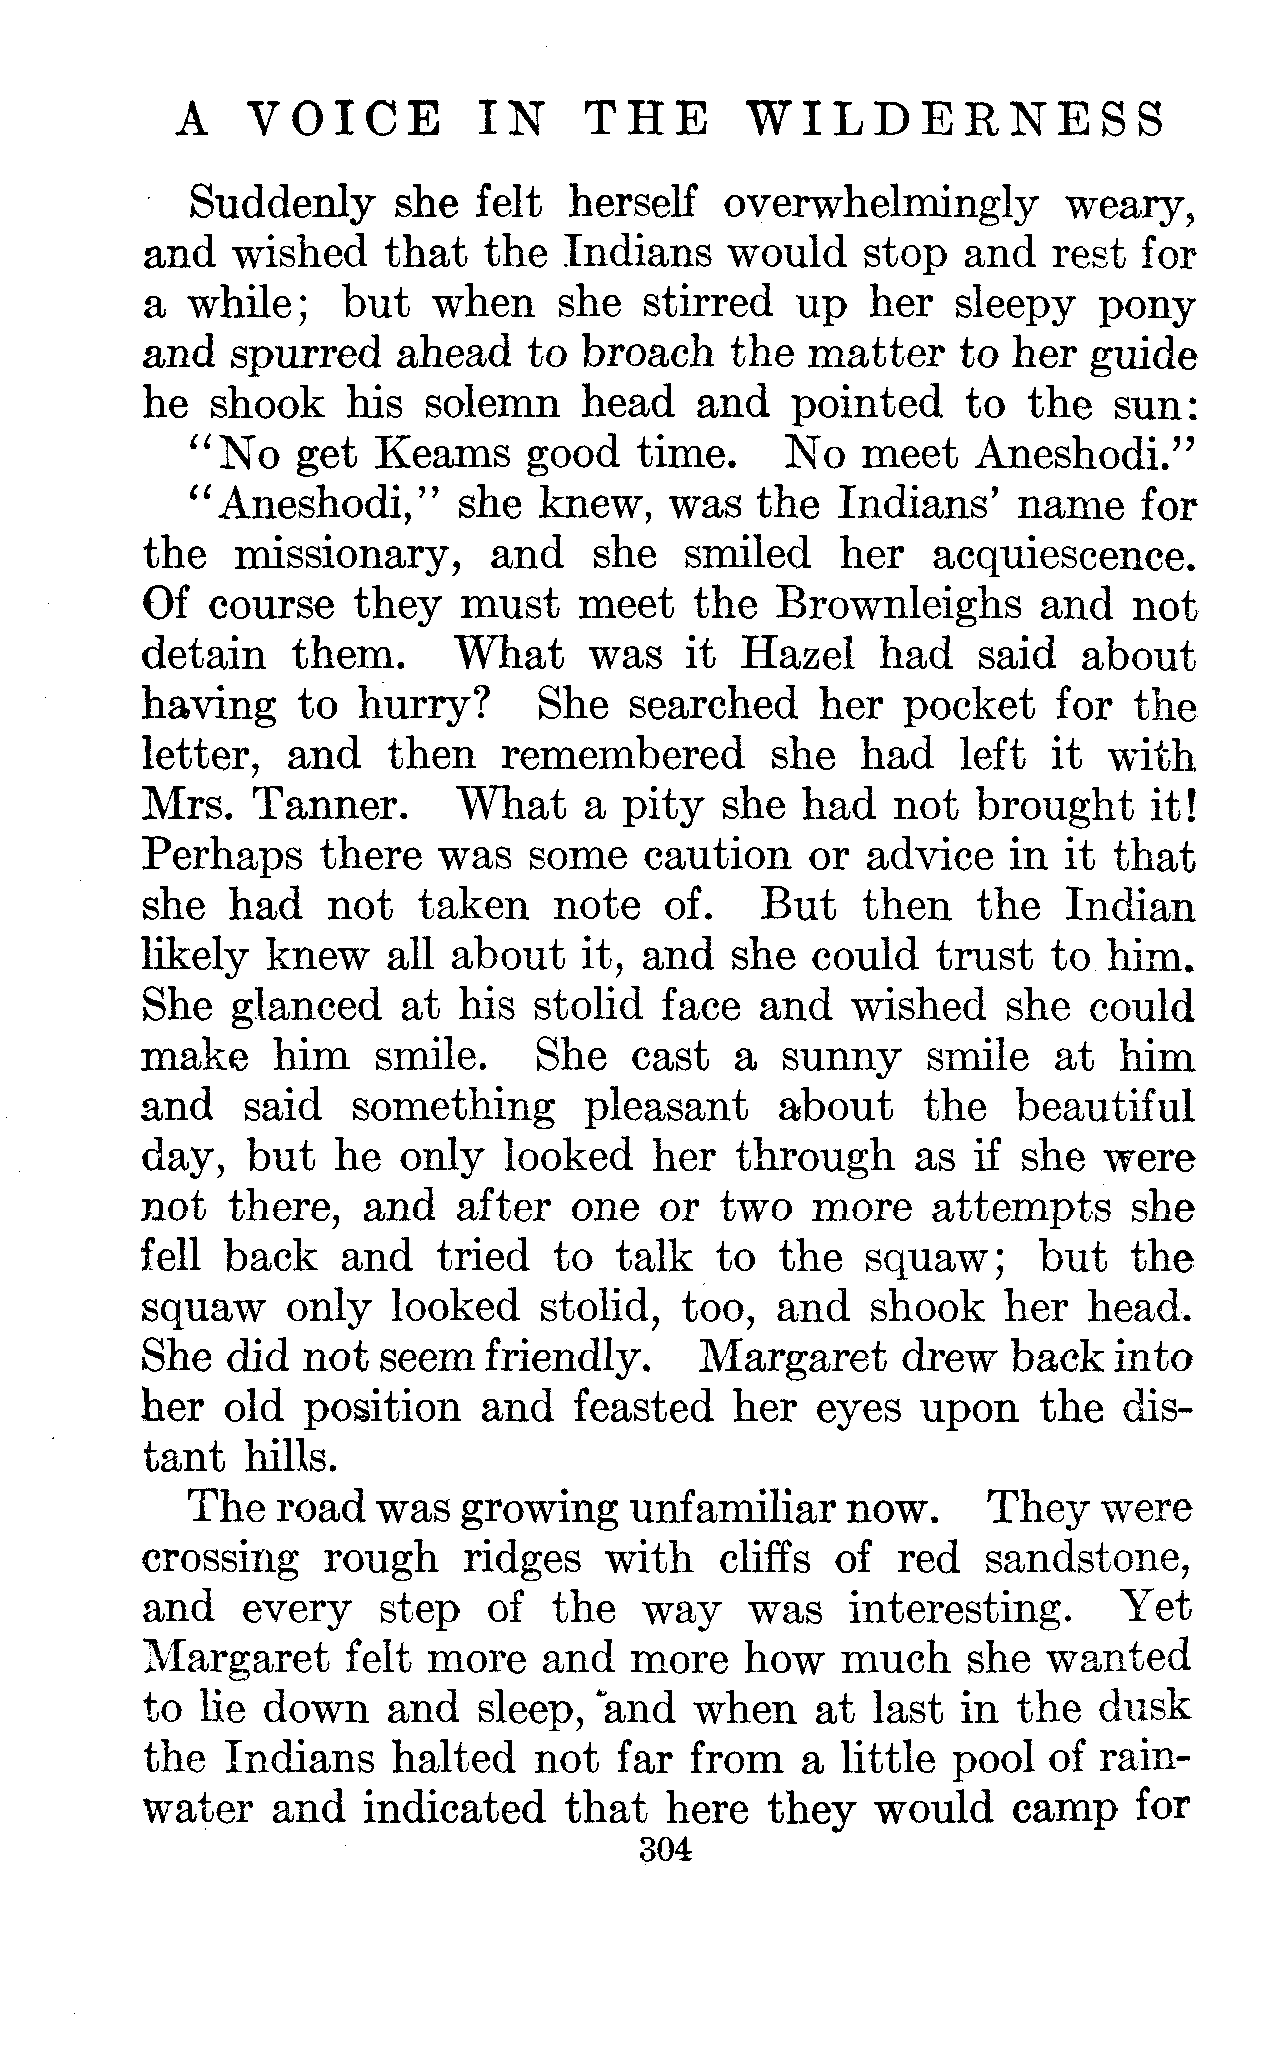 A VOICE IN THE WILDERNESS
Suddenly she felt herself overwhelmingly weary,
and wished that the Indians would stop and rest for
a while; but when she stirred up her sleepy pony
and spurred ahead to broach the matter to her guide
he shook his solemn head and pointed to the sun:
"No get Keams good time. No meet Aneshodi."
"Aneshodi," she knew, was the Indians' name for
the missionary, and she smiled her acquiescence.
Of course they must meet the Brownleighs and not
detain them. What was it Hazel had said about
having to hurry? She searched her pocket for the
letter, and then remembered she had left it with
Mrs. Tanner. What a pity she had not brought it!
Perhaps there was some caution or advice in it that
she had not taken note of. But then the Indian
likely knew all about it, and she could trust to him.
She glanced at his stolid face and wished she could
make him smile. She cast a sunny smile at him
and said something pleasant about the beautiful
day, but he only looked her through as if she were
not there, and after one or two more attempts she
fell back and tried to talk to the squaw; but the
squaw only looked stolid, too, and shook her head.
She did not seem friendly. Margaret drew back into
her old position and feasted her eyes upon the dis-
tant hills.
The road was growing unfamiliar now. They were
crossing rough ridges with cliffs of red sandstone,
and every step of the way was interesting. Yet
Margaret felt more and more how much she wanted
to lie down and sleep, and when at last in the dusk
the Indians halted not far from a little pool of rain-
water and indicated that here they would camp for
304